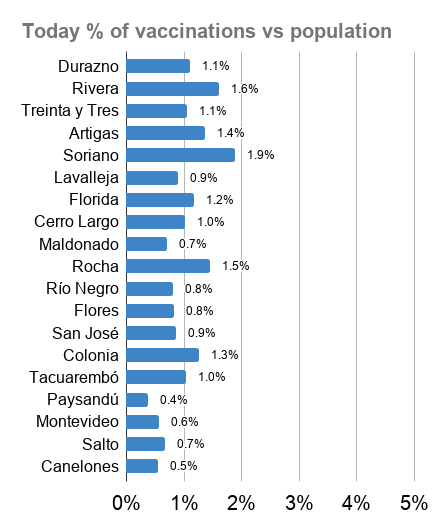 Today % of vaccinations vs population
Durazno 1.1%
Rivera 1.6%
Treinta y Tres 1.1%
Artigas 1.4%
Soriano 1.9%
Lavalleja 0.9%
Florida 1.2%
Cerro Largo 1.0%
Maldonado 0.7%
Rocha 1.5%
Río Negro 0.8%
Flores 0.8%
San José 0.9%
Colonia 1.3%
Tacuarembó 1.0%
Paysandú 0.4%
Montevideo 0.6%
Salto 0.7%
Canelones 0.5%
0% 1% 2% 3% 4% 5%